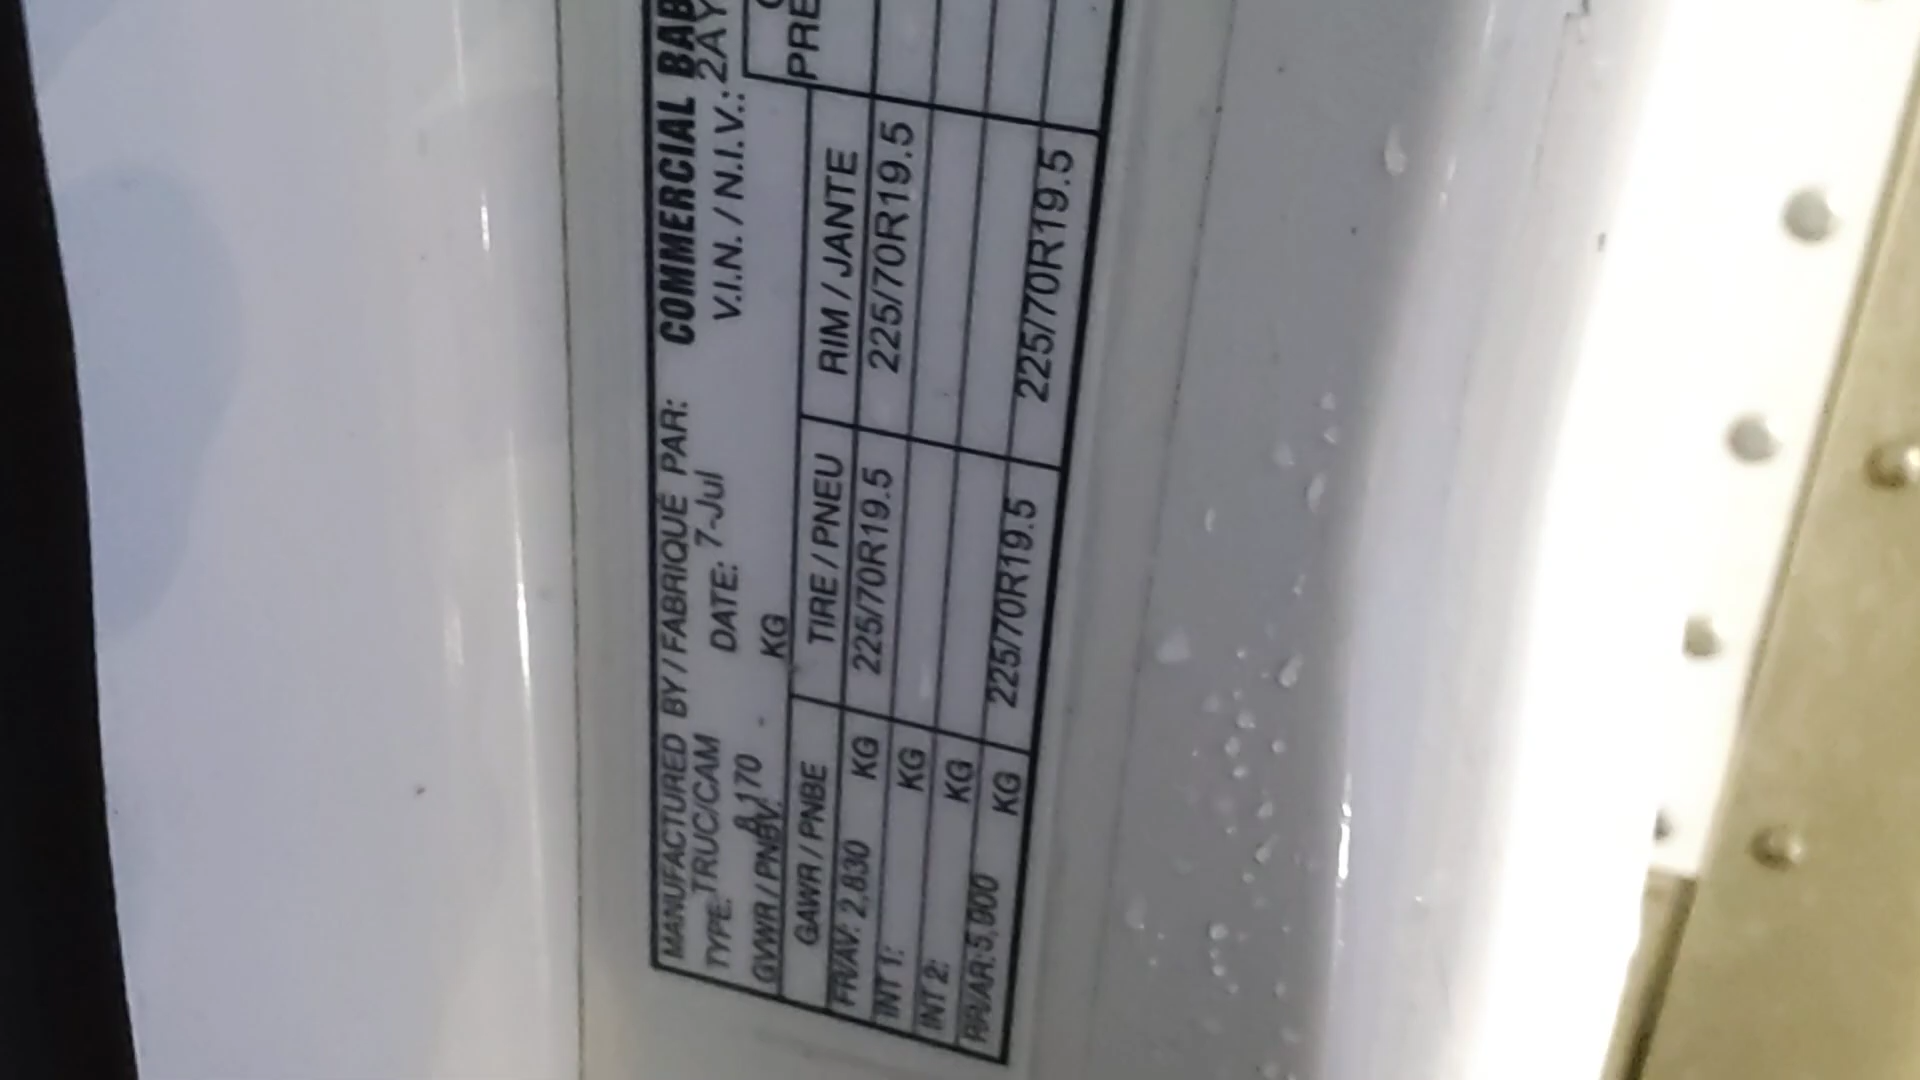 MANUFACTURED BY / FABRIQUÉ PAR: COMMERCIAL BAB
TYPE: TRUC/CAM DATE: 7-Jul V.I.N. / N.I.V.: 2AY
GVWR / PNBV: 8,170 KG
GAWR / PNBE TIRE / PNEU RIM / JANTE PRE
FR/AV: 2,830 KG 225/70R19.5 225/70R19.5
INT 1: KG
INT 2: KG
RR/AR: 5,900 KG 225/70R19.5 225/70R19.5